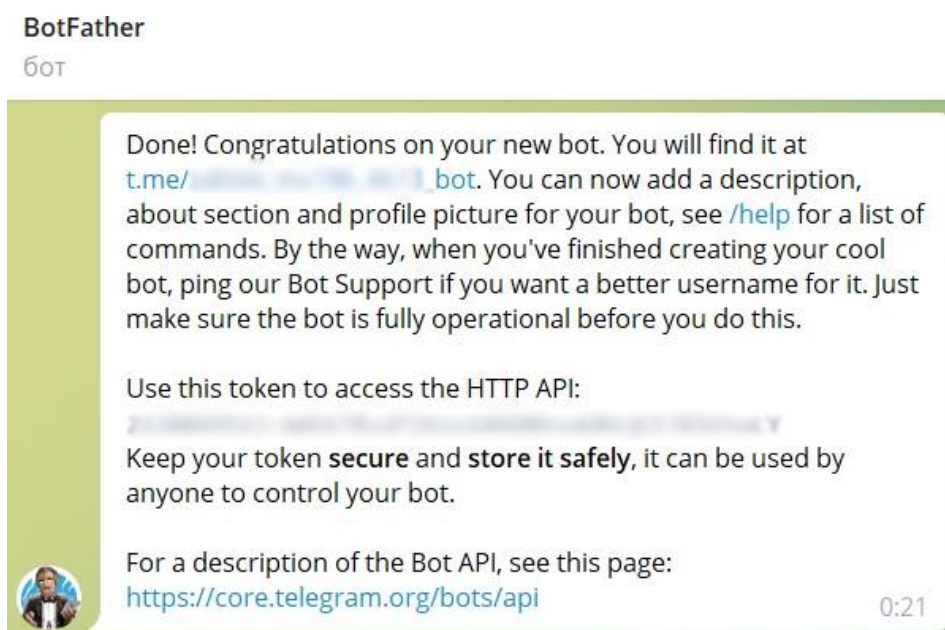 BotFather
бот
Done! Congratulations on your new bot. You will find it at
t.me/ _bot. You can now add a description,
about section and profile picture for your bot, see /help for a list of
commands. By the way, when you've finished creating your cool
bot, ping our Bot Support if you want a better username for it. Just
make sure the bot is fully operational before you do this.
Use this token to access the HTTP API:
Keep your token secure and store it safely, it can be used by
anyone to control your bot.
For a description of the Bot API, see this page:
https://core.telegram.org/bots/api
0:21